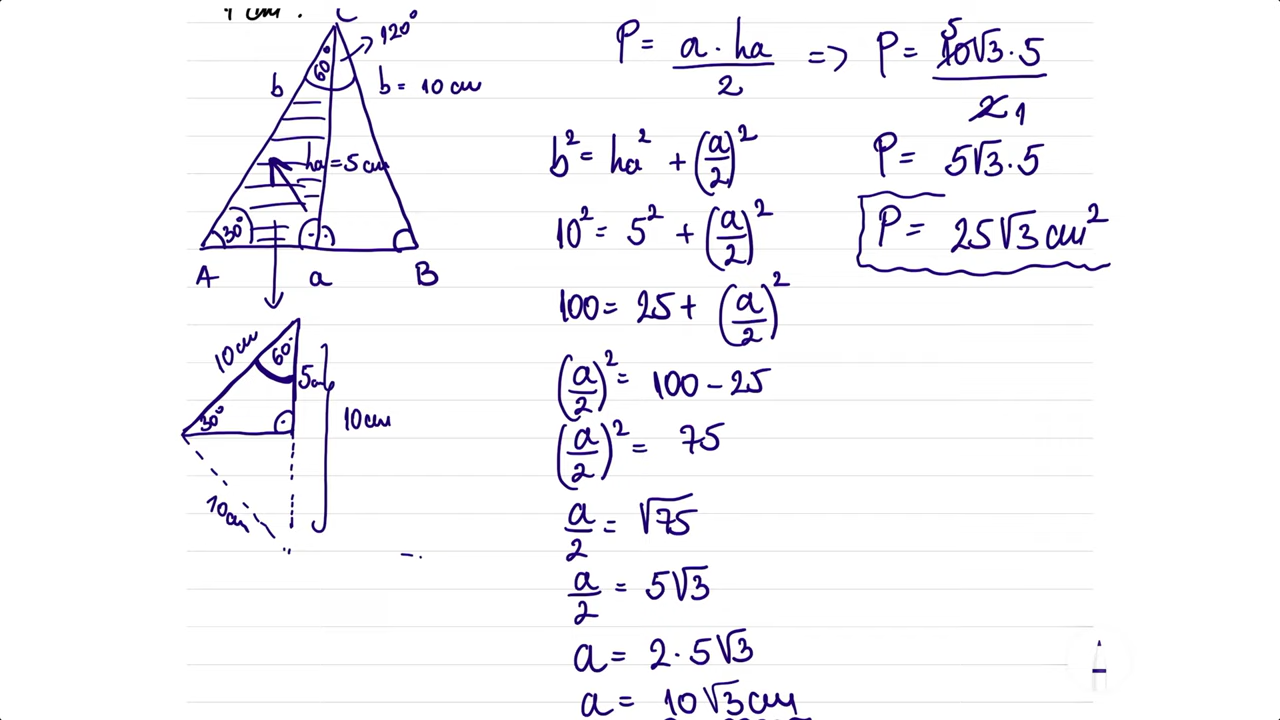 C
120°
60°
b
b = 10 cm
ha = 5 cm
30°
A
a
B
10 cm
60°
5 cm
30°
10 cm
10 cm
P = a · ha / 2 => P = 10√3 · 5 / 2
5
1
b² = ha² + (a/2)²
10² = 5² + (a/2)²
100 = 25 + (a/2)²
(a/2)² = 100 - 25
(a/2)² = 75
a/2 = √75
a/2 = 5√3
a = 2 · 5√3
a = 10√3 cm
P = 5√3 · 5
P = 25√3 cm²